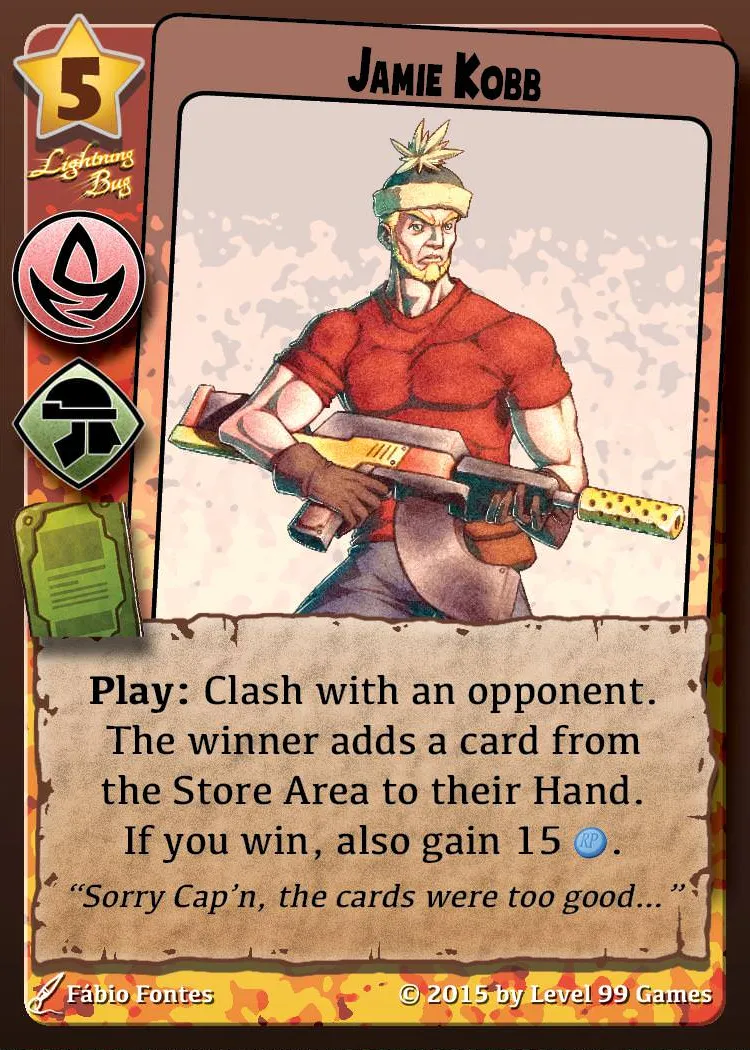 JAMIE KOBB
5
Lightning
Bug
Play: Clash with an opponent.
The winner adds a card from
the Store Area to their Hand.
If you win, also gain 15 RP.
“Sorry Cap’n, the cards were too good...”
Fábio Fontes
© 2015 by Level 99 Games